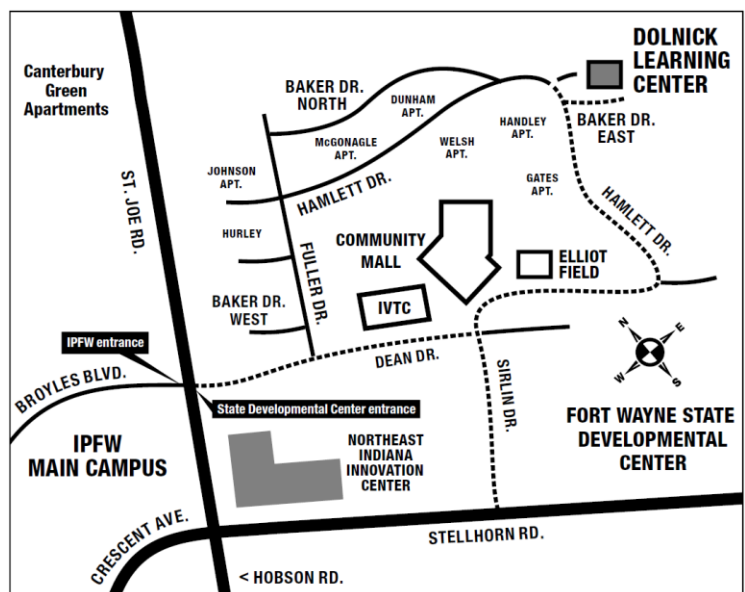 DOLNICK
LEARNING
CENTER
Canterbury
Green
Apartments
BAKER DR.
NORTH
DUNHAM
APT.
BAKER DR.
EAST
HANDLEY
APT.
McGONAGLE
APT.
WELSH
APT.
JOHNSON
APT.
GATES
APT.
ST. JOE RD.
HAMLETT DR.
HAMLETT DR.
HURLEY
FULLER DR.
COMMUNITY
MALL
ELLIOT
FIELD
BAKER DR.
WEST
IVTC
N
E
W
S
IPFW entrance
DEAN DR.
SIRLIN DR.
BROYLES BLVD.
State Developmental Center entrance
FORT WAYNE STATE
DEVELOPMENTAL
CENTER
IPFW
MAIN CAMPUS
NORTHEAST
INDIANA
INNOVATION
CENTER
CRESCENT AVE.
STELLHORN RD.
< HOBSON RD.